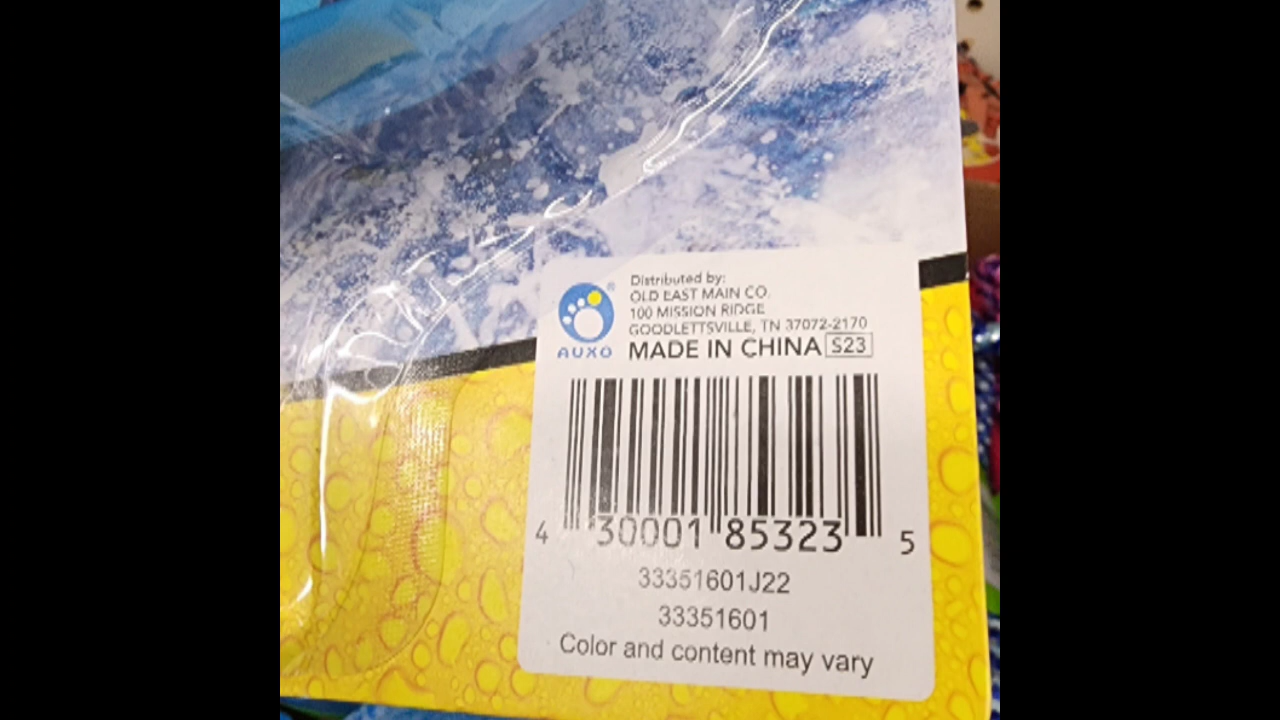 Distributed by:
OLD EAST MAIN CO.
100 MISSION RIDGE
GOODLETTSVILLE, TN 37072-2170
AUXO ®
MADE IN CHINA S23
4 30001 85323 5
33351601J22
33351601
Color and content may vary